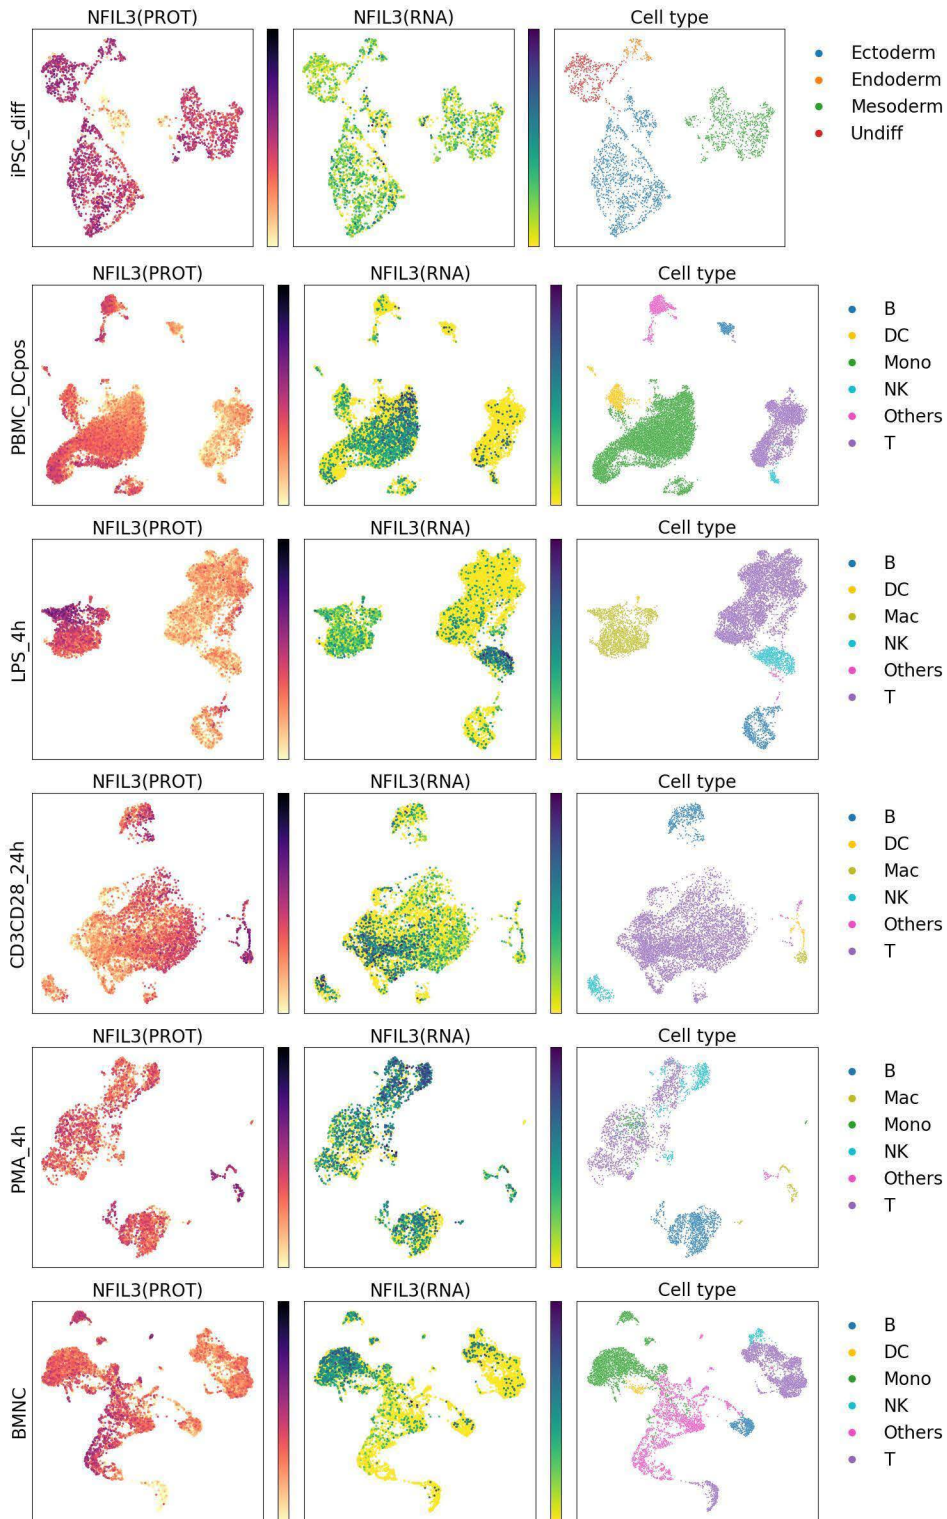 NFIL3(PROT) NFIL3(RNA) Cell type
iPSC_diff
Ectoderm
Endoderm
Mesoderm
Undiff
NFIL3(PROT) NFIL3(RNA) Cell type
PBMC_DCpos
B
DC
Mono
NK
Others
T
NFIL3(PROT) NFIL3(RNA) Cell type
LPS_4h
B
DC
Mac
NK
Others
T
NFIL3(PROT) NFIL3(RNA) Cell type
CD3CD28_24h
B
DC
Mac
NK
Others
T
NFIL3(PROT) NFIL3(RNA) Cell type
PMA_4h
B
Mac
Mono
NK
Others
T
NFIL3(PROT) NFIL3(RNA) Cell type
BMNC
B
DC
Mono
NK
Others
T